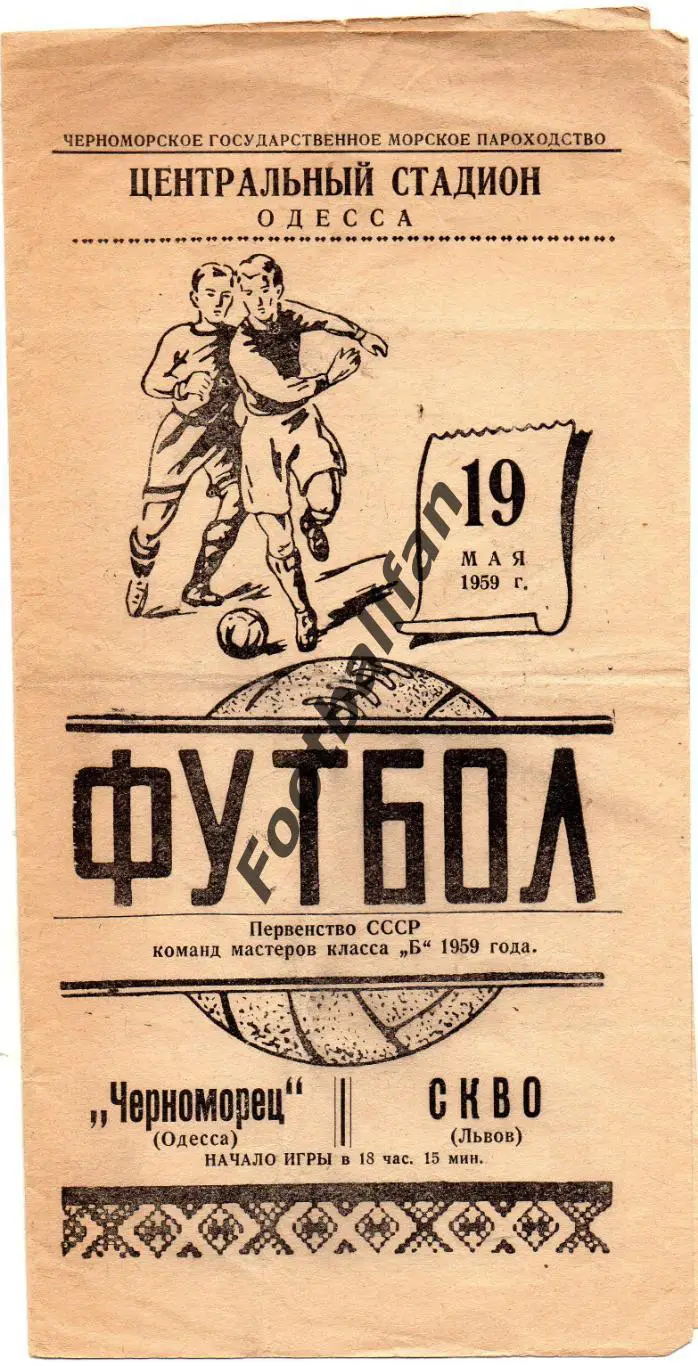 ЧЕРНОМОРСКОЕ ГОСУДАРСТВЕННОЕ МОРСКОЕ ПАРОХОДСТВО
ЦЕНТРАЛЬНЫЙ СТАДИОН
ОДЕССА
19
МАЯ
1959 г.
ФУТБОЛ
Footballfan
Первенство СССР
команд мастеров класса „Б“ 1959 года.
„Черноморец“ СКВО
(Одесса) (Львов)
НАЧАЛО ИГРЫ в 18 час. 15 мин.